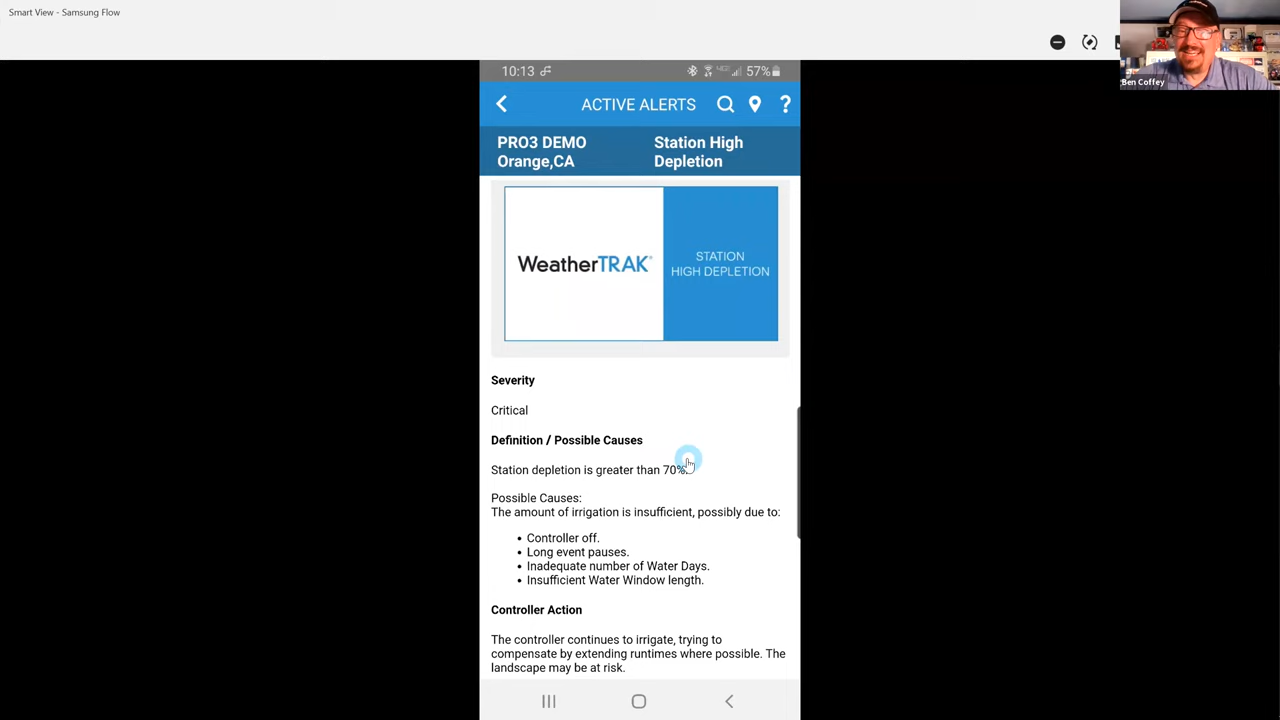 Smart View - Samsung Flow
Ben Coffey
10:13
57%
ACTIVE ALERTS
?
PRO3 DEMO
Orange,CA
Station High
Depletion
WeatherTRAK
STATION
HIGH DEPLETION
Severity
Critical
Definition / Possible Causes
Station depletion is greater than 70%.
Possible Causes:
The amount of irrigation is insufficient, possibly due to:
• Controller off.
• Long event pauses.
• Inadequate number of Water Days.
• Insufficient Water Window length.
Controller Action
The controller continues to irrigate, trying to
compensate by extending runtimes where possible. The
landscape may be at risk.